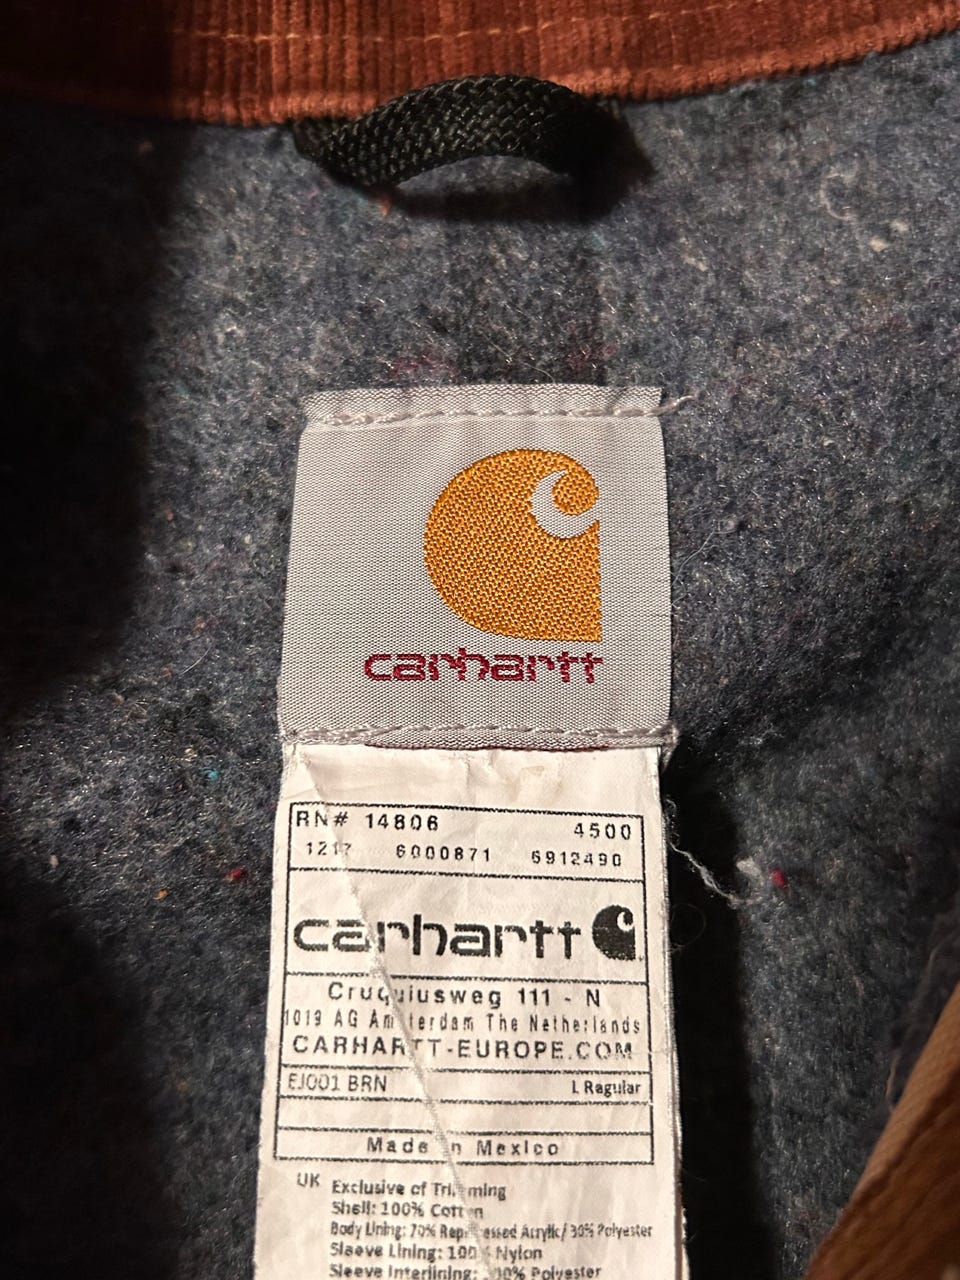 carhartt
RN# 14806 4500
1217 6000871 6912490
carhartt
Cruquiusweg 111 - N
1019 AG Amsterdam The Netherlands
CARHARTT-EUROPE.COM
EJ001 BRN L Regular
Made in Mexico
UK Exclusive of Trimming
Shell: 100% Cotton
Body Lining: 70% Reprocessed Acrylic/ 30% Polyester
Sleeve Lining: 100% Nylon
Sleeve Interlining: 100% Polyester